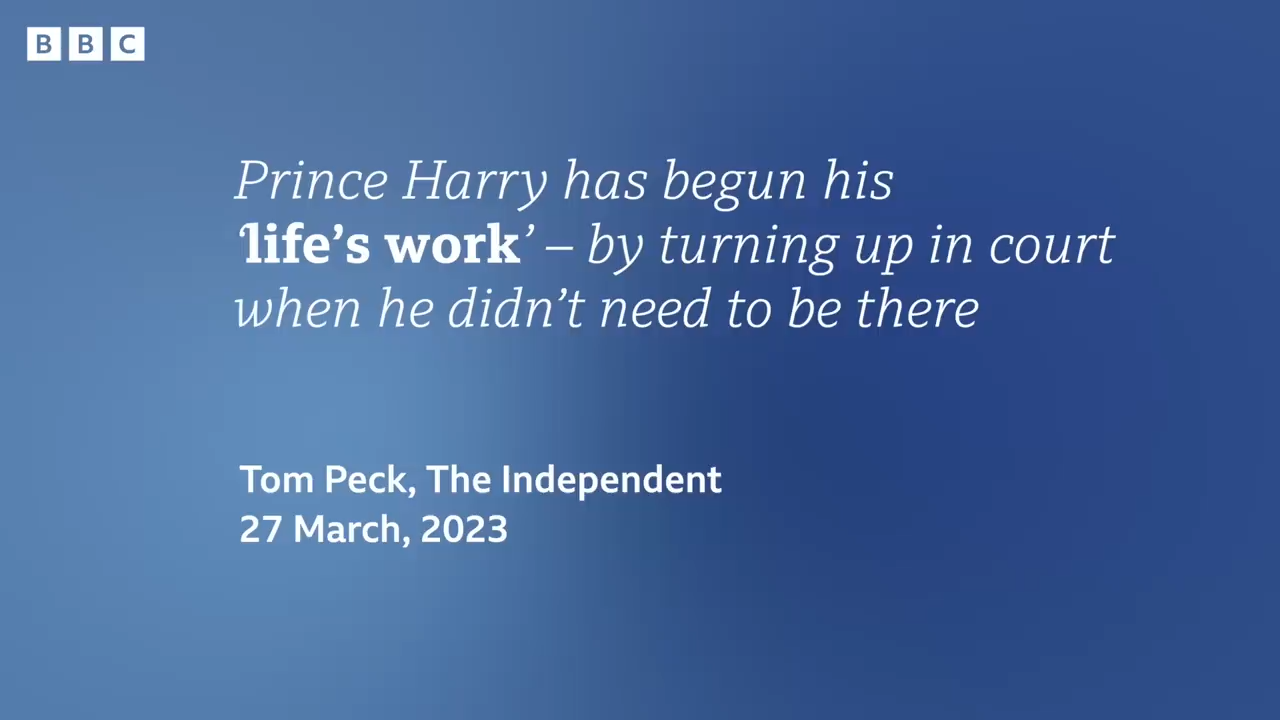 BBC
Prince Harry has begun his
‘life’s work’ – by turning up in court
when he didn’t need to be there
Tom Peck, The Independent
27 March, 2023